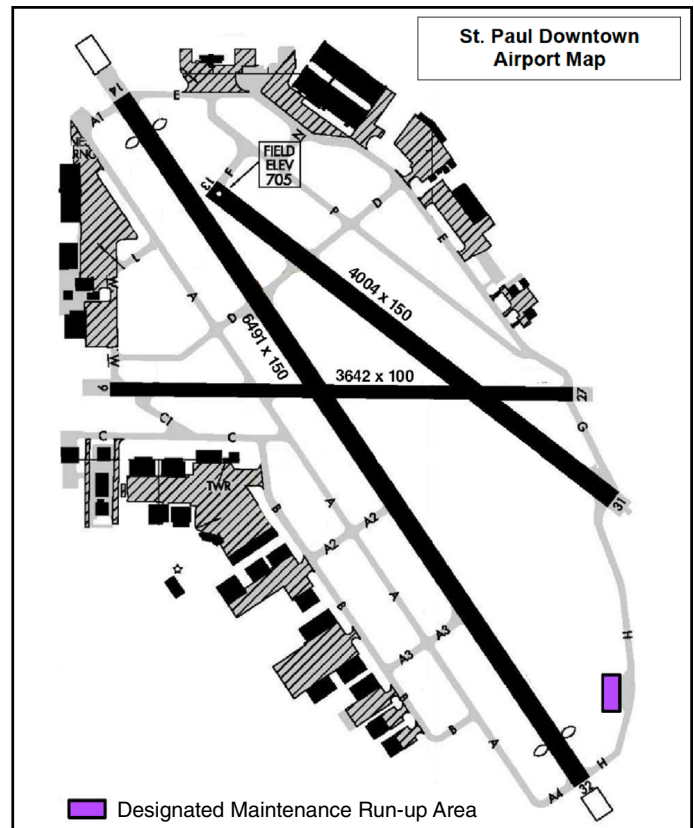 St. Paul Downtown
Airport Map
14
A1
E
N
FIELD
ELEV
705
13
F
P
D
E
J
W
A
D
4004 x 150
6491 x 150
W
3642 x 100
9
27
C1
G
C
C
TWR
31
B
A
A2
A2
B
A
H
A3
A3
B
B
A
H
32
A4
Designated Maintenance Run-up Area